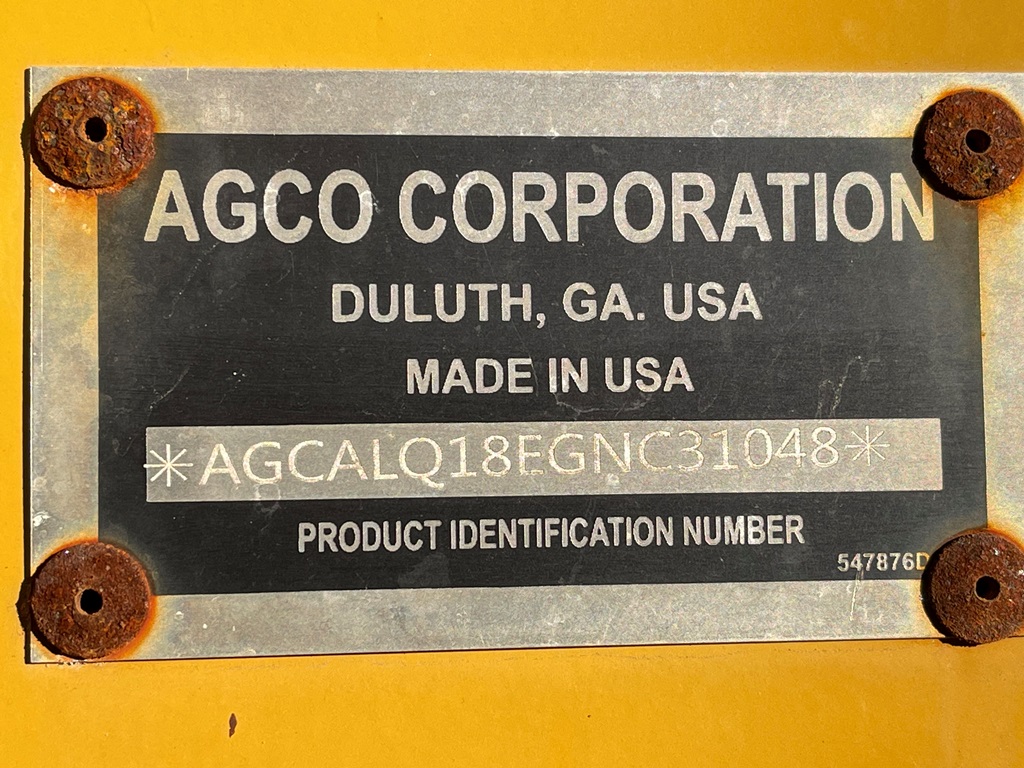 AGCO CORPORATION
DULUTH, GA. USA
MADE IN USA
*AGCALQ18EGNC31048*
PRODUCT IDENTIFICATION NUMBER
547876D